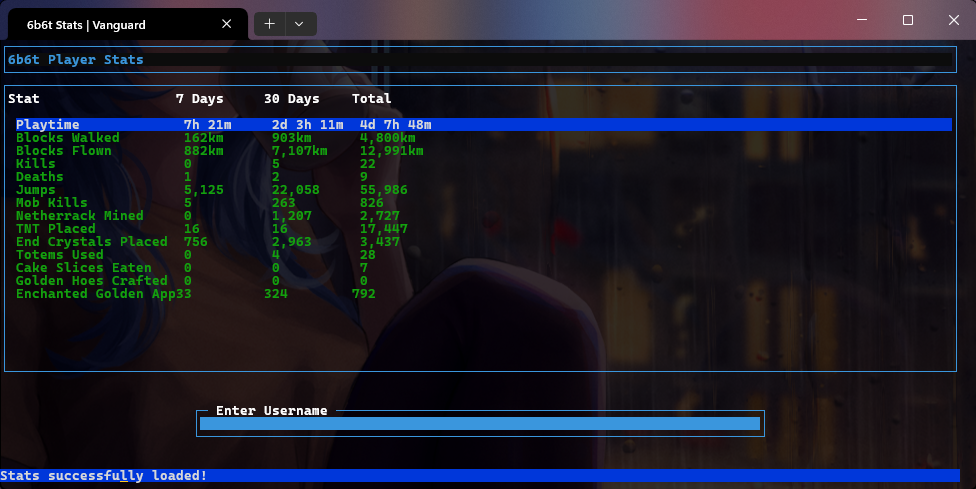 6b6t Stats | Vanguard
6b6t Player Stats
Stat 7 Days 30 Days Total
Playtime 7h 21m 2d 3h 11m 4d 7h 48m
Blocks Walked 162km 903km 4,800km
Blocks Flown 882km 7,107km 12,991km
Kills 0 5 22
Deaths 1 2 9
Jumps 5,125 22,058 55,986
Mob Kills 5 263 826
Netherrack Mined 0 1,207 2,727
TNT Placed 16 16 17,447
End Crystals Placed 756 2,963 3,437
Totems Used 0 4 28
Cake Slices Eaten 0 0 7
Golden Hoes Crafted 0 0 0
Enchanted Golden App33 324 792
Enter Username
Stats successfully loaded!